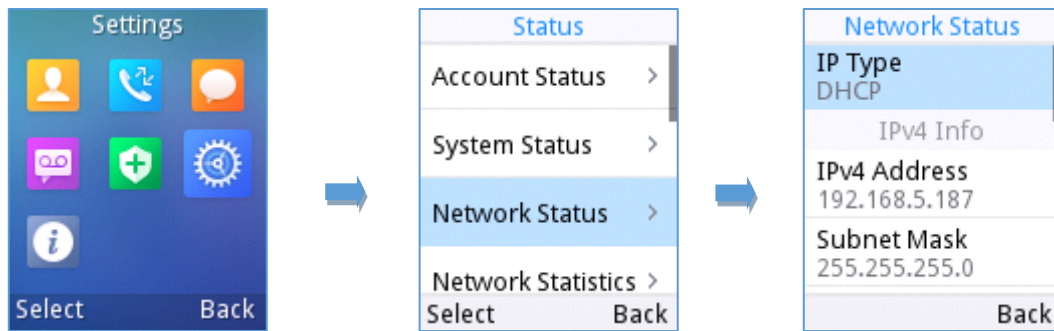 Settings
i
Select Back
Status
Account Status >
System Status >
Network Status >
Network Statistics >
Select Back
Network Status
IP Type
DHCP
IPv4 Info
IPv4 Address
192.168.5.187
Subnet Mask
255.255.255.0
Back